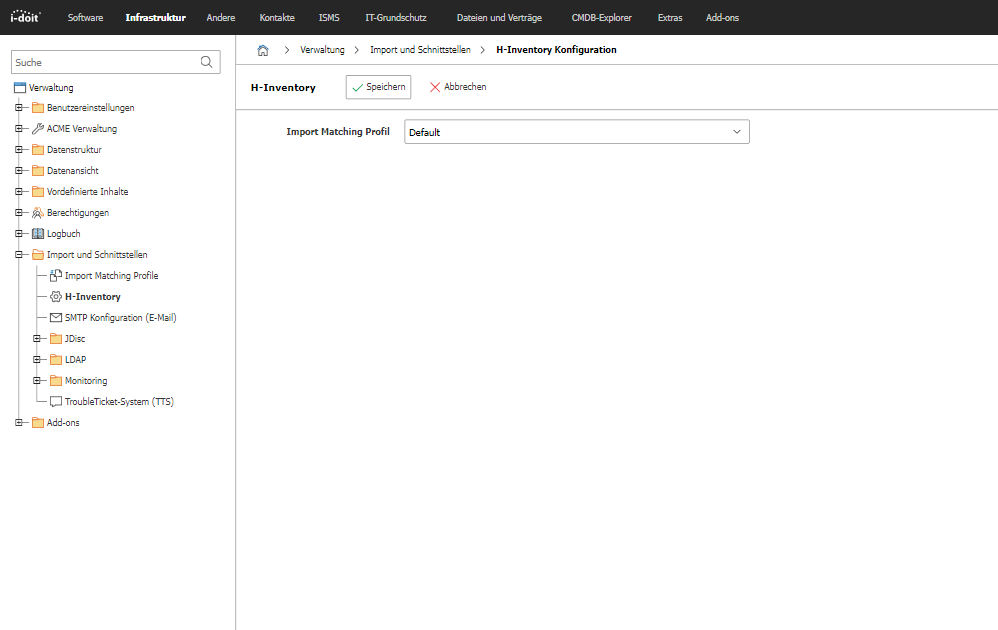 i-doit Software Infrastruktur Andere Kontakte ISMS IT-Grundschutz Dateien und Verträge CMDB-Explorer Extras Add-ons
Suche
Verwaltung
Benutzereinstellungen
ACME Verwaltung
Datenstruktur
Datenansicht
Vordefinierte Inhalte
Berechtigungen
Logbuch
Import und Schnittstellen
Import Matching Profile
H-Inventory
SMTP Konfiguration (E-Mail)
JDisc
LDAP
Monitoring
TroubleTicket-System (TTS)
Add-ons
Verwaltung > Import und Schnittstellen > H-Inventory Konfiguration
H-Inventory Speichern Abbrechen
Import Matching Profil Default